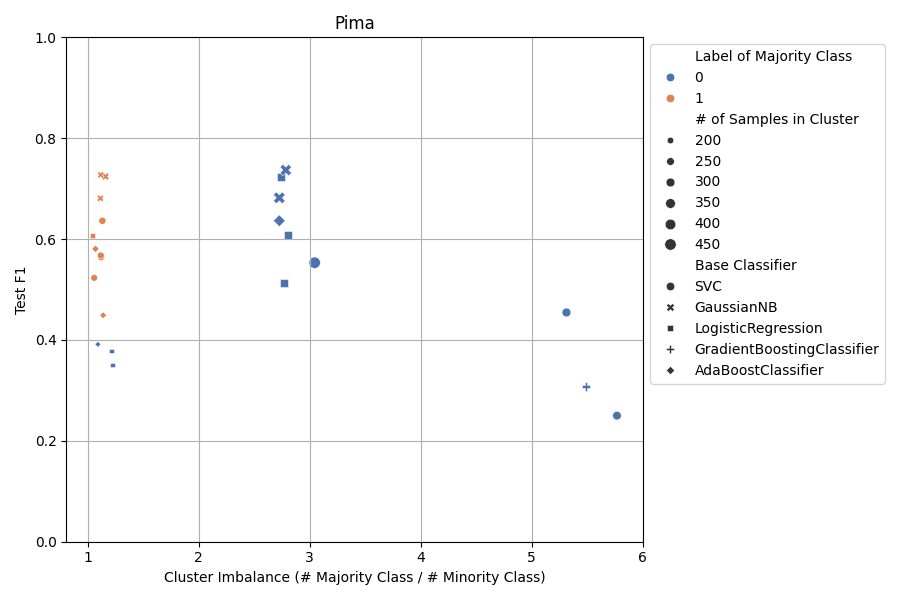 Pima
1.0
0.8
0.6
0.4
0.2
0.0
Test F1
1
2
3
4
5
6
Cluster Imbalance (# Majority Class / # Minority Class)
Label of Majority Class
0
1
# of Samples in Cluster
200
250
300
350
400
450
Base Classifier
SVC
GaussianNB
LogisticRegression
GradientBoostingClassifier
AdaBoostClassifier